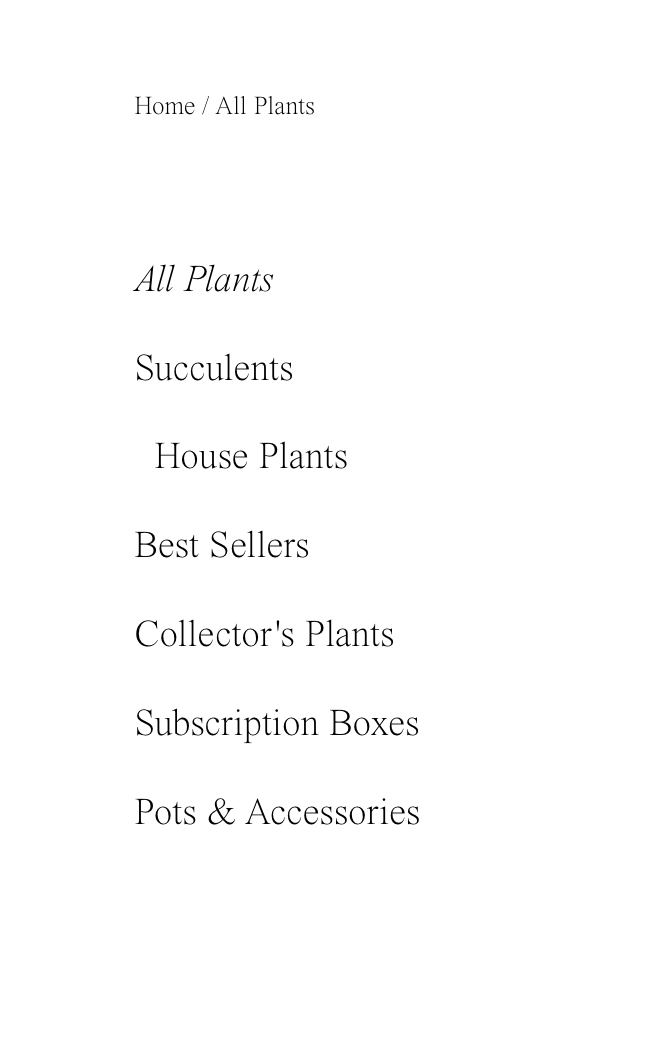 Home / All Plants
All Plants
Succulents
House Plants
Best Sellers
Collector's Plants
Subscription Boxes
Pots & Accessories